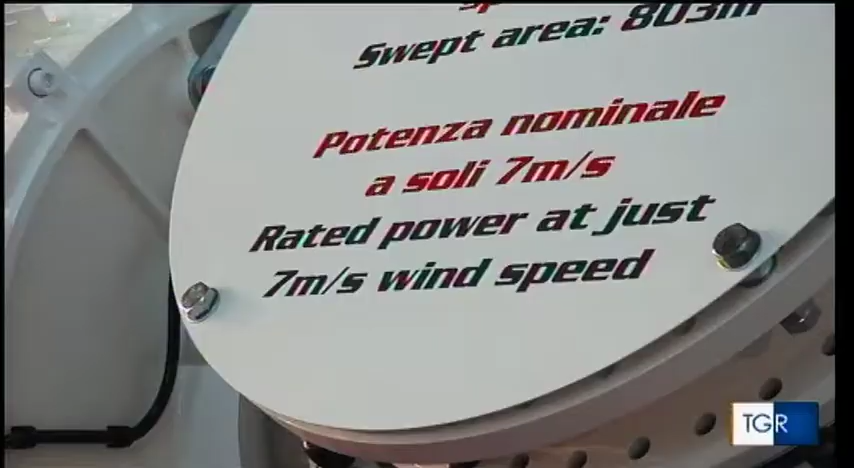 Swept area: 803m
Potenza nominale
a soli 7m/s
Rated power at just
7m/s wind speed
TGR